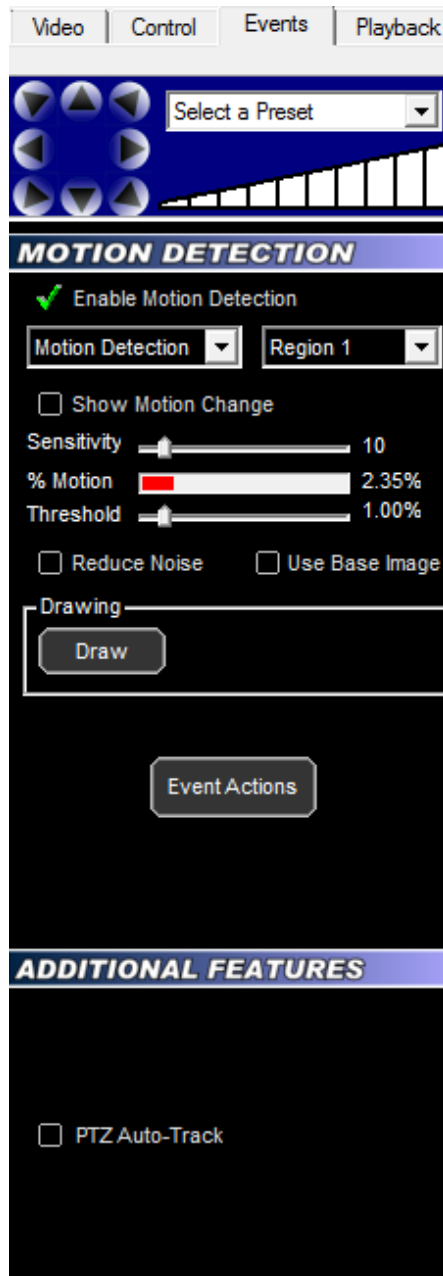 Video Control Events Playback
Select a Preset
MOTION DETECTION
Enable Motion Detection
Motion Detection Region 1
Show Motion Change
Sensitivity 10
% Motion 2.35%
Threshold 1.00%
Reduce Noise Use Base Image
Drawing
Draw
Event Actions
ADDITIONAL FEATURES
PTZ Auto-Track